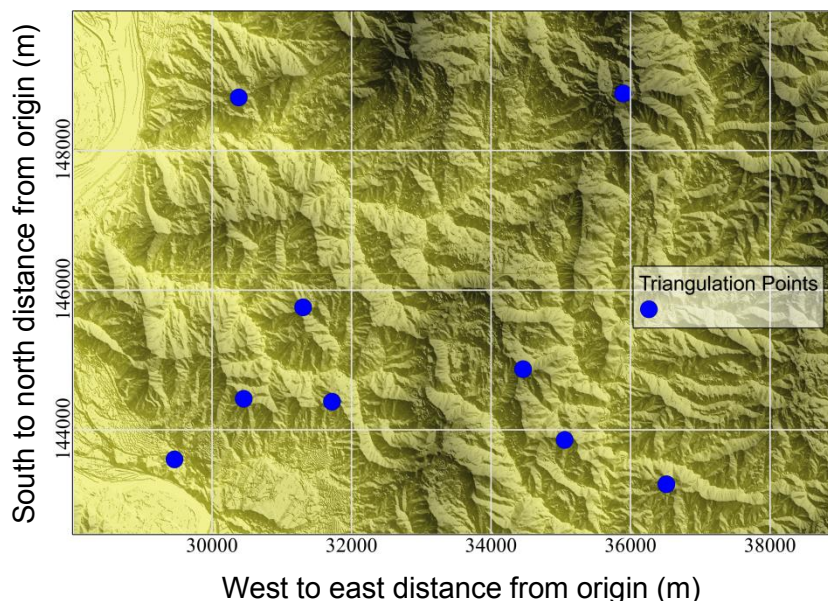 South to north distance from origin (m)
148000
146000
144000
Triangulation Points
30000
32000
34000
36000
38000
West to east distance from origin (m)